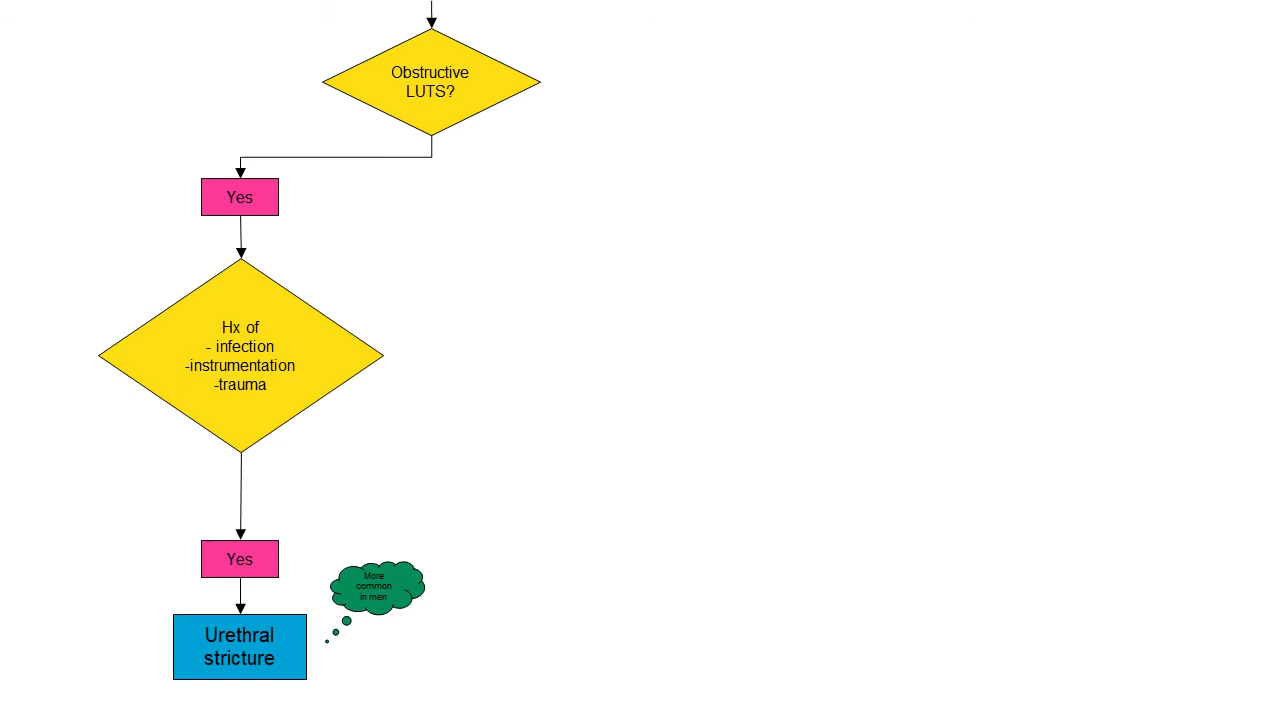 Obstructive
LUTS?
Yes
Hx of
- infection
-instrumentation
-trauma
Yes
More
common
in men
Urethral
stricture